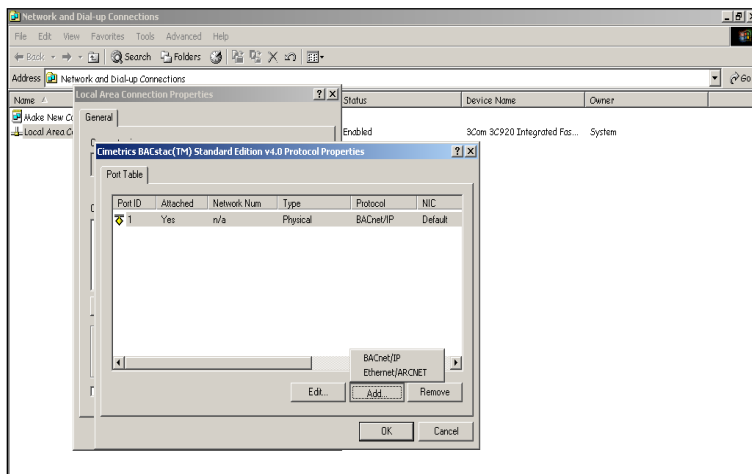 Network and Dial-up Connections
File Edit View Favorites Tools Advanced Help
Back Search Folders
Address Network and Dial-up Connections Go
Name Status Device Name Owner
Make New Co
Local Area C Enabled 3Com 3C920 Integrated Fas... System
Local Area Connection Properties
General
Cimetrics BACstac(TM) Standard Edition v4.0 Protocol Properties
Port Table
Port ID Attached Network Num Type Protocol NIC
1 Yes n/a Physical BACnet/IP Default
BACnet/IP
Ethernet/ARCNET
Edit... Add... Remove
OK Cancel